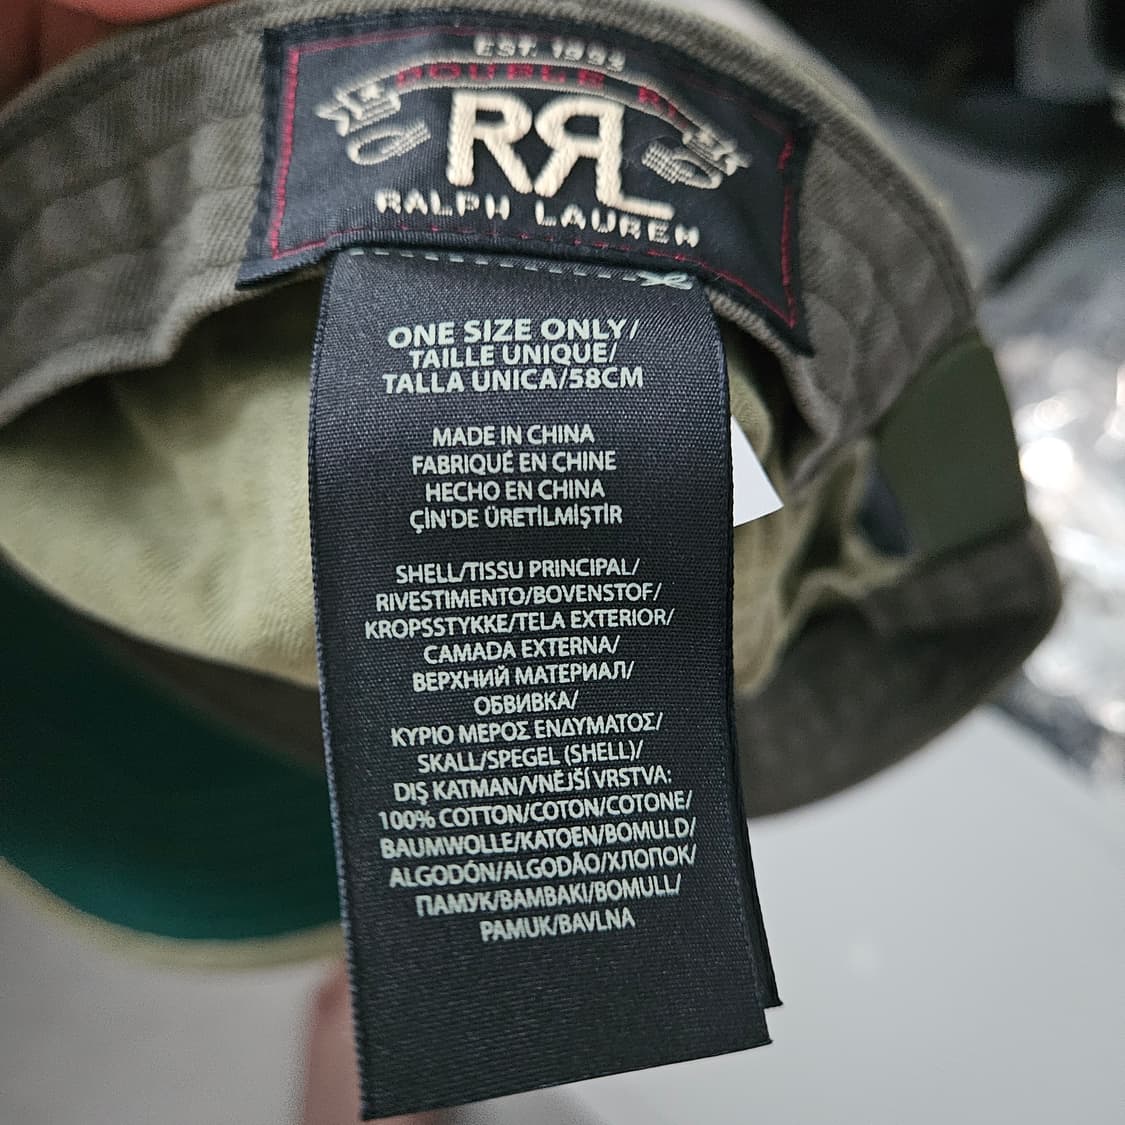 EST. 1993
DOUBLE RL
RRL
RALPH LAUREN
ONE SIZE ONLY/
TAILLE UNIQUE/
TALLA UNICA/58CM
MADE IN CHINA
FABRIQUÉ EN CHINE
HECHO EN CHINA
ÇİN'DE ÜRETİLMİŞTİR
SHELL/TISSU PRINCIPAL/
RIVESTIMENTO/BOVENSTOF/
KROPSSTYKKE/TELA EXTERIOR/
CAMADA EXTERNA/
ВЕРХНИЙ МАТЕРИАЛ/
ОБВИВКА/
ΚΥΡΙΟ ΜΕΡΟΣ ΕΝΔΥΜΑΤΟΣ/
SKALL/SPEGEL (SHELL)/
DIŞ KATMAN/VNĚJŠÍ VRSTVA:
100% COTTON/COTON/COTONE/
BAUMWOLLE/KATOEN/BOMULD/
ALGODÓN/ALGODÃO/ХЛОПОК/
ПАМУК/ΒΑΜΒΑΚΙ/BOMULL/
PAMUK/BAVLNA